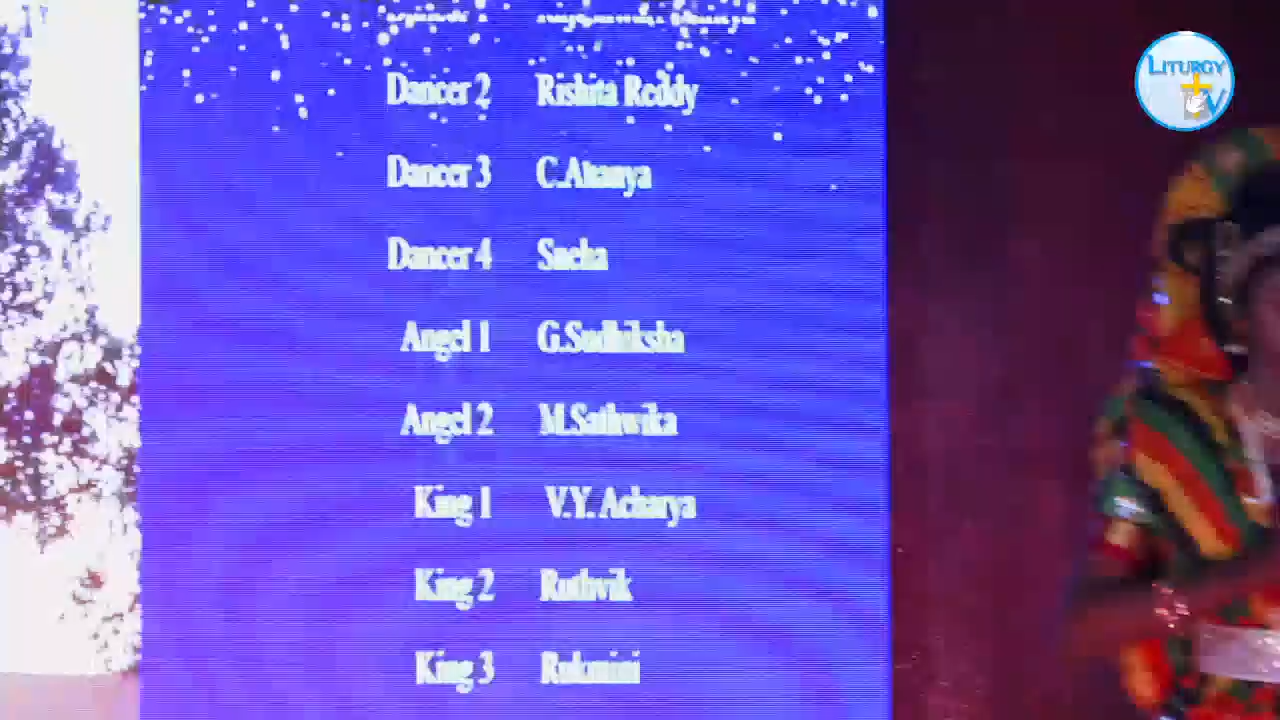 LITURGY
TV
Dancer 2 Rishita Reddy
Dancer 3 C.Ananya
Dancer 4 Sneha
Angel 1 G.Sudhiksha
Angel 2 M.Sathwika
King 1 V.Y. Acharya
King 2 Ruthvik
King 3 Rukmini